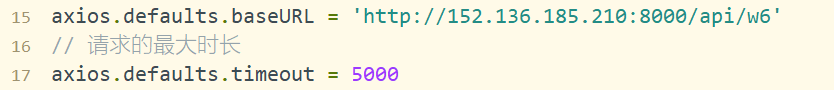 15 axios.defaults.baseURL = 'http://152.136.185.210:8000/api/w6'
16 // 请求的最大时长
17 axios.defaults.timeout = 5000